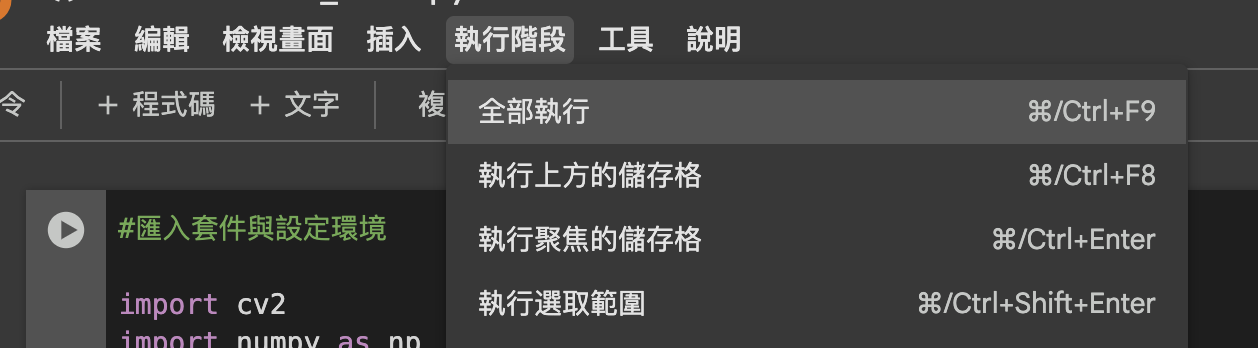 檔案 編輯 檢視畫面 插入 執行階段 工具 說明
令 + 程式碼 + 文字 複
全部執行 ⌘/Ctrl+F9
執行上方的儲存格 ⌘/Ctrl+F8
執行聚焦的儲存格 ⌘/Ctrl+Enter
執行選取範圍 ⌘/Ctrl+Shift+Enter
#匯入套件與設定環境
import cv2
import numpy as np